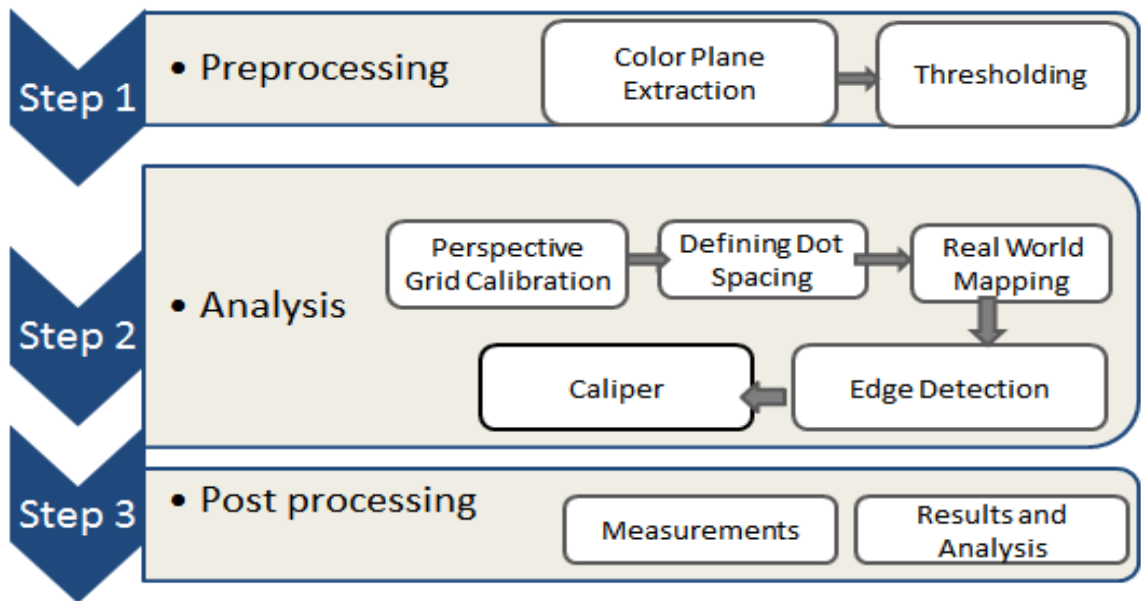 Step 1
• Preprocessing
Color Plane
Extraction
Thresholding
Step 2
• Analysis
Perspective
Grid Calibration
Defining Dot
Spacing
Real World
Mapping
Caliper
Edge Detection
Step 3
• Post processing
Measurements
Results and
Analysis